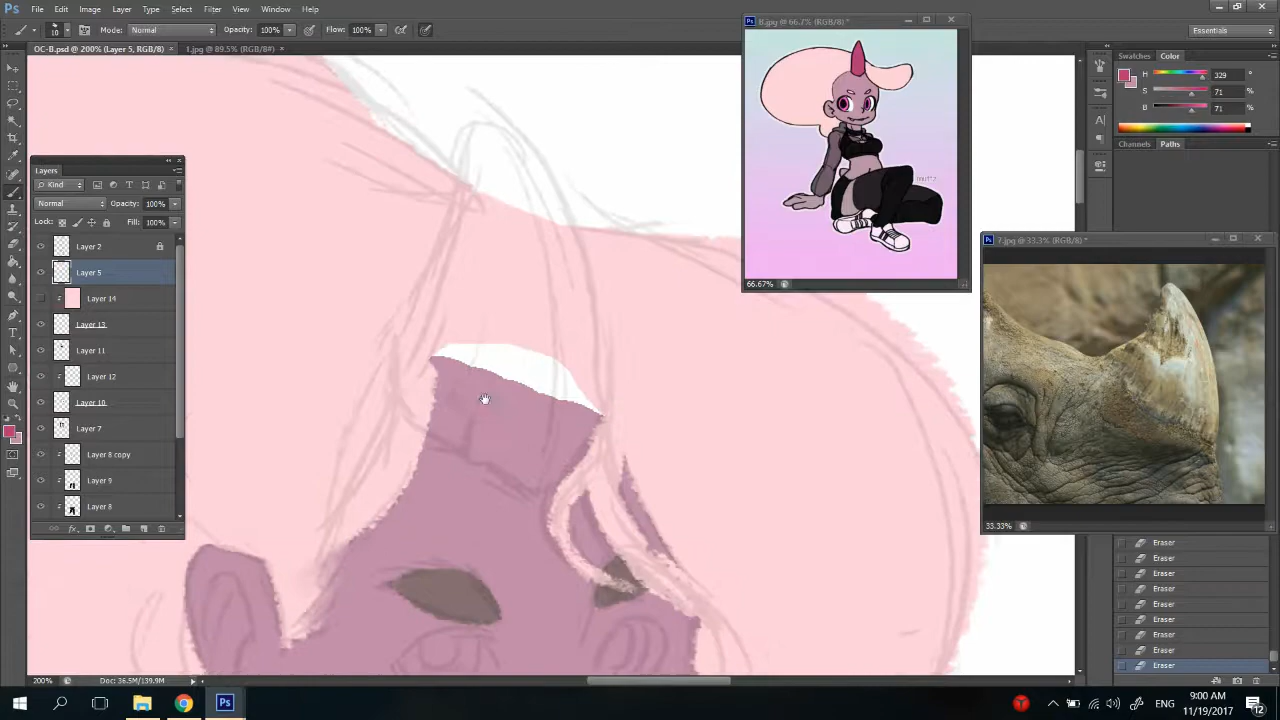 Ps File Edit Image Layer Type Select Filter View Window Help
10 Mode: Normal Opacity: 100% Flow: 100%
Essentials
OC-B.psd @ 200% (Layer 5, RGB/8) × 1.jpg @ 89.5% (RGB/8#) ×
8.jpg @ 66.7% (RGB/8) *
66.67%
7.jpg @ 33.3% (RGB/8) *
33.33%
Swatches Color
H 329 °
S 71 %
B 71 %
Channels Paths
Layers
Kind
Normal Opacity: 100%
Lock: Fill: 100%
Layer 2
Layer 5
Layer 14
Layer 13
Layer 11
Layer 12
Layer 10
Layer 7
Layer 8 copy
Layer 9
Layer 8
fx
Eraser
Eraser
Eraser
Eraser
Eraser
Eraser
Eraser
Eraser
Eraser
200% Doc: 36.5M/139.9M
Ps
ENG
9:00 AM
11/19/2017